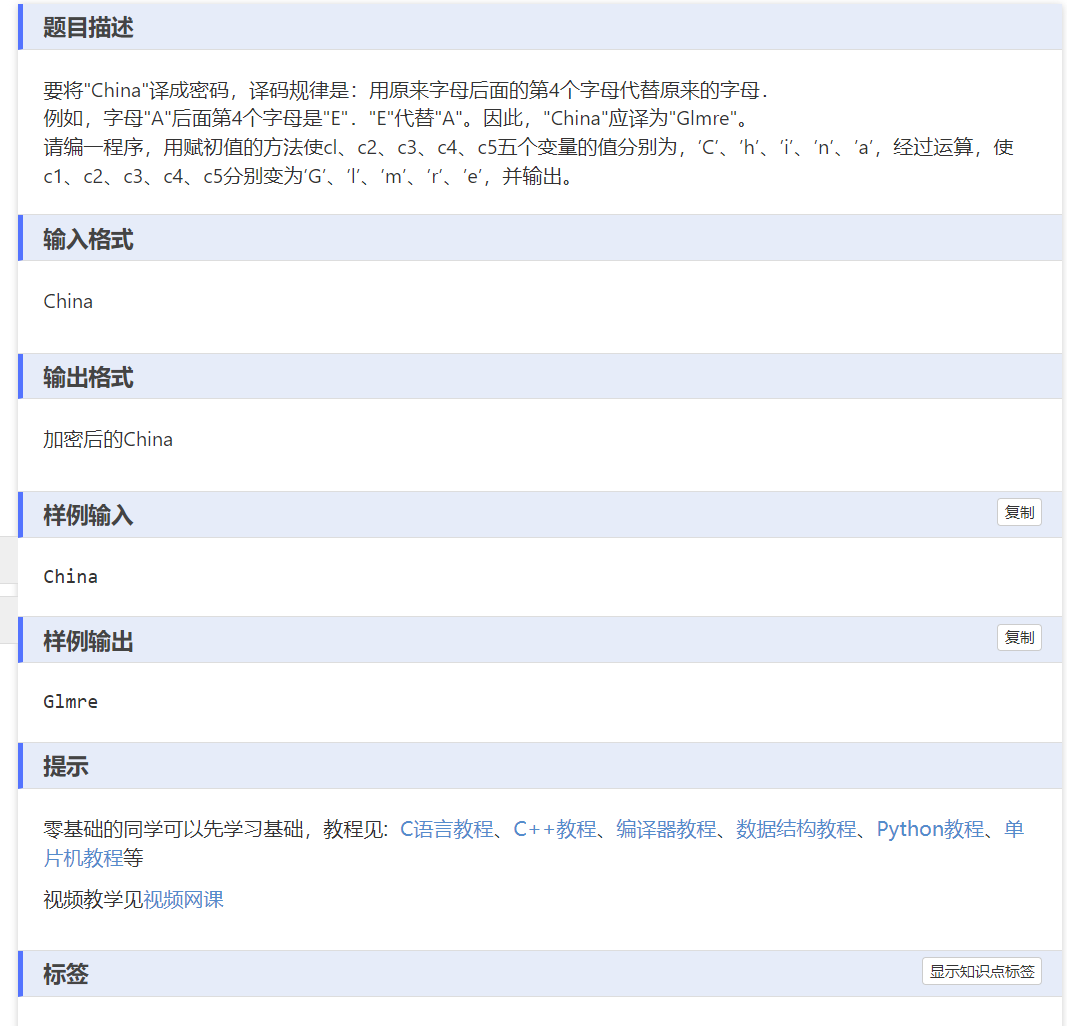 题目描述
要将"China"译成密码，译码规律是：用原来字母后面的第4个字母代替原来的字母．
例如，字母"A"后面第4个字母是"E"．"E"代替"A"。因此，"China"应译为"Glmre"。
请编一程序，用赋初值的方法使cl、c2、c3、c4、c5五个变量的值分别为，’C’、’h’、’i’、’n’、’a’，经过运算，使
c1、c2、c3、c4、c5分别变为’G’、’l’、’m’、’r’、’e’，并输出。
输入格式
China
输出格式
加密后的China
样例输入
复制
China
样例输出
复制
Glmre
提示
零基础的同学可以先学习基础，教程见：C语言教程、C++教程、编译器教程、数据结构教程、Python教程、单
片机教程等
视频教学见视频网课
标签
显示知识点标签